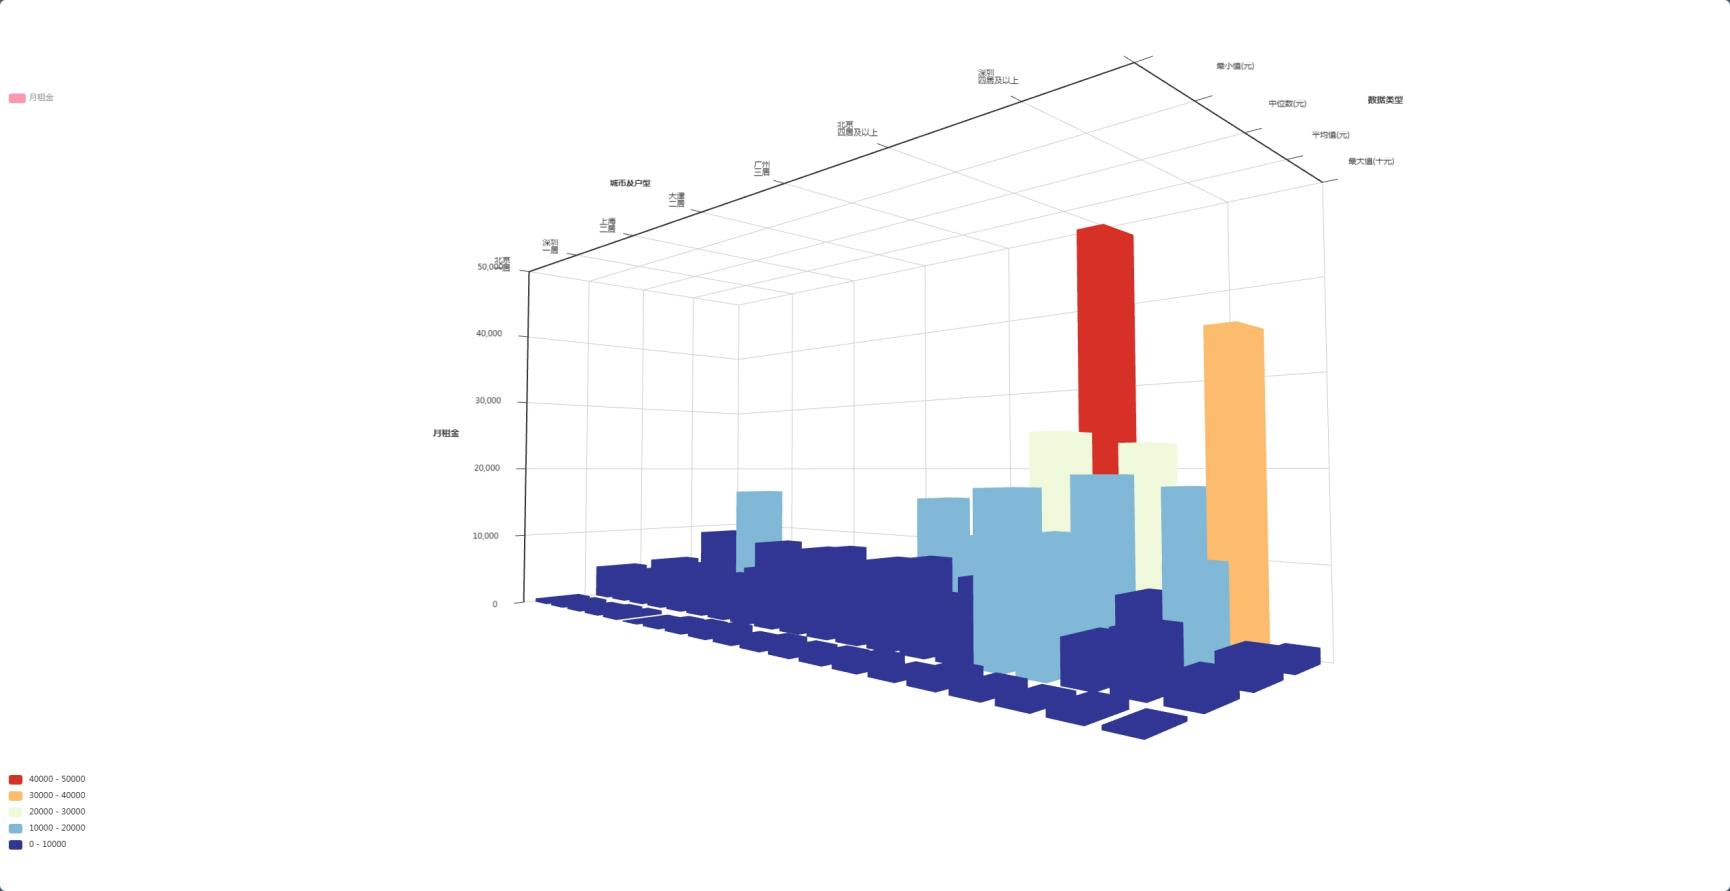 月租金
最小值(元)
中位数(元)
数据类型
平均值(元)
最大值(十元)
深圳
四居及以上
北京
四居及以上
广州
三居
城市及户型
天津
二居
上海
二居
深圳
一居
北京
一居
50,000
40,000
30,000
月租金
20,000
10,000
0
40000 - 50000
30000 - 40000
20000 - 30000
10000 - 20000
0 - 10000